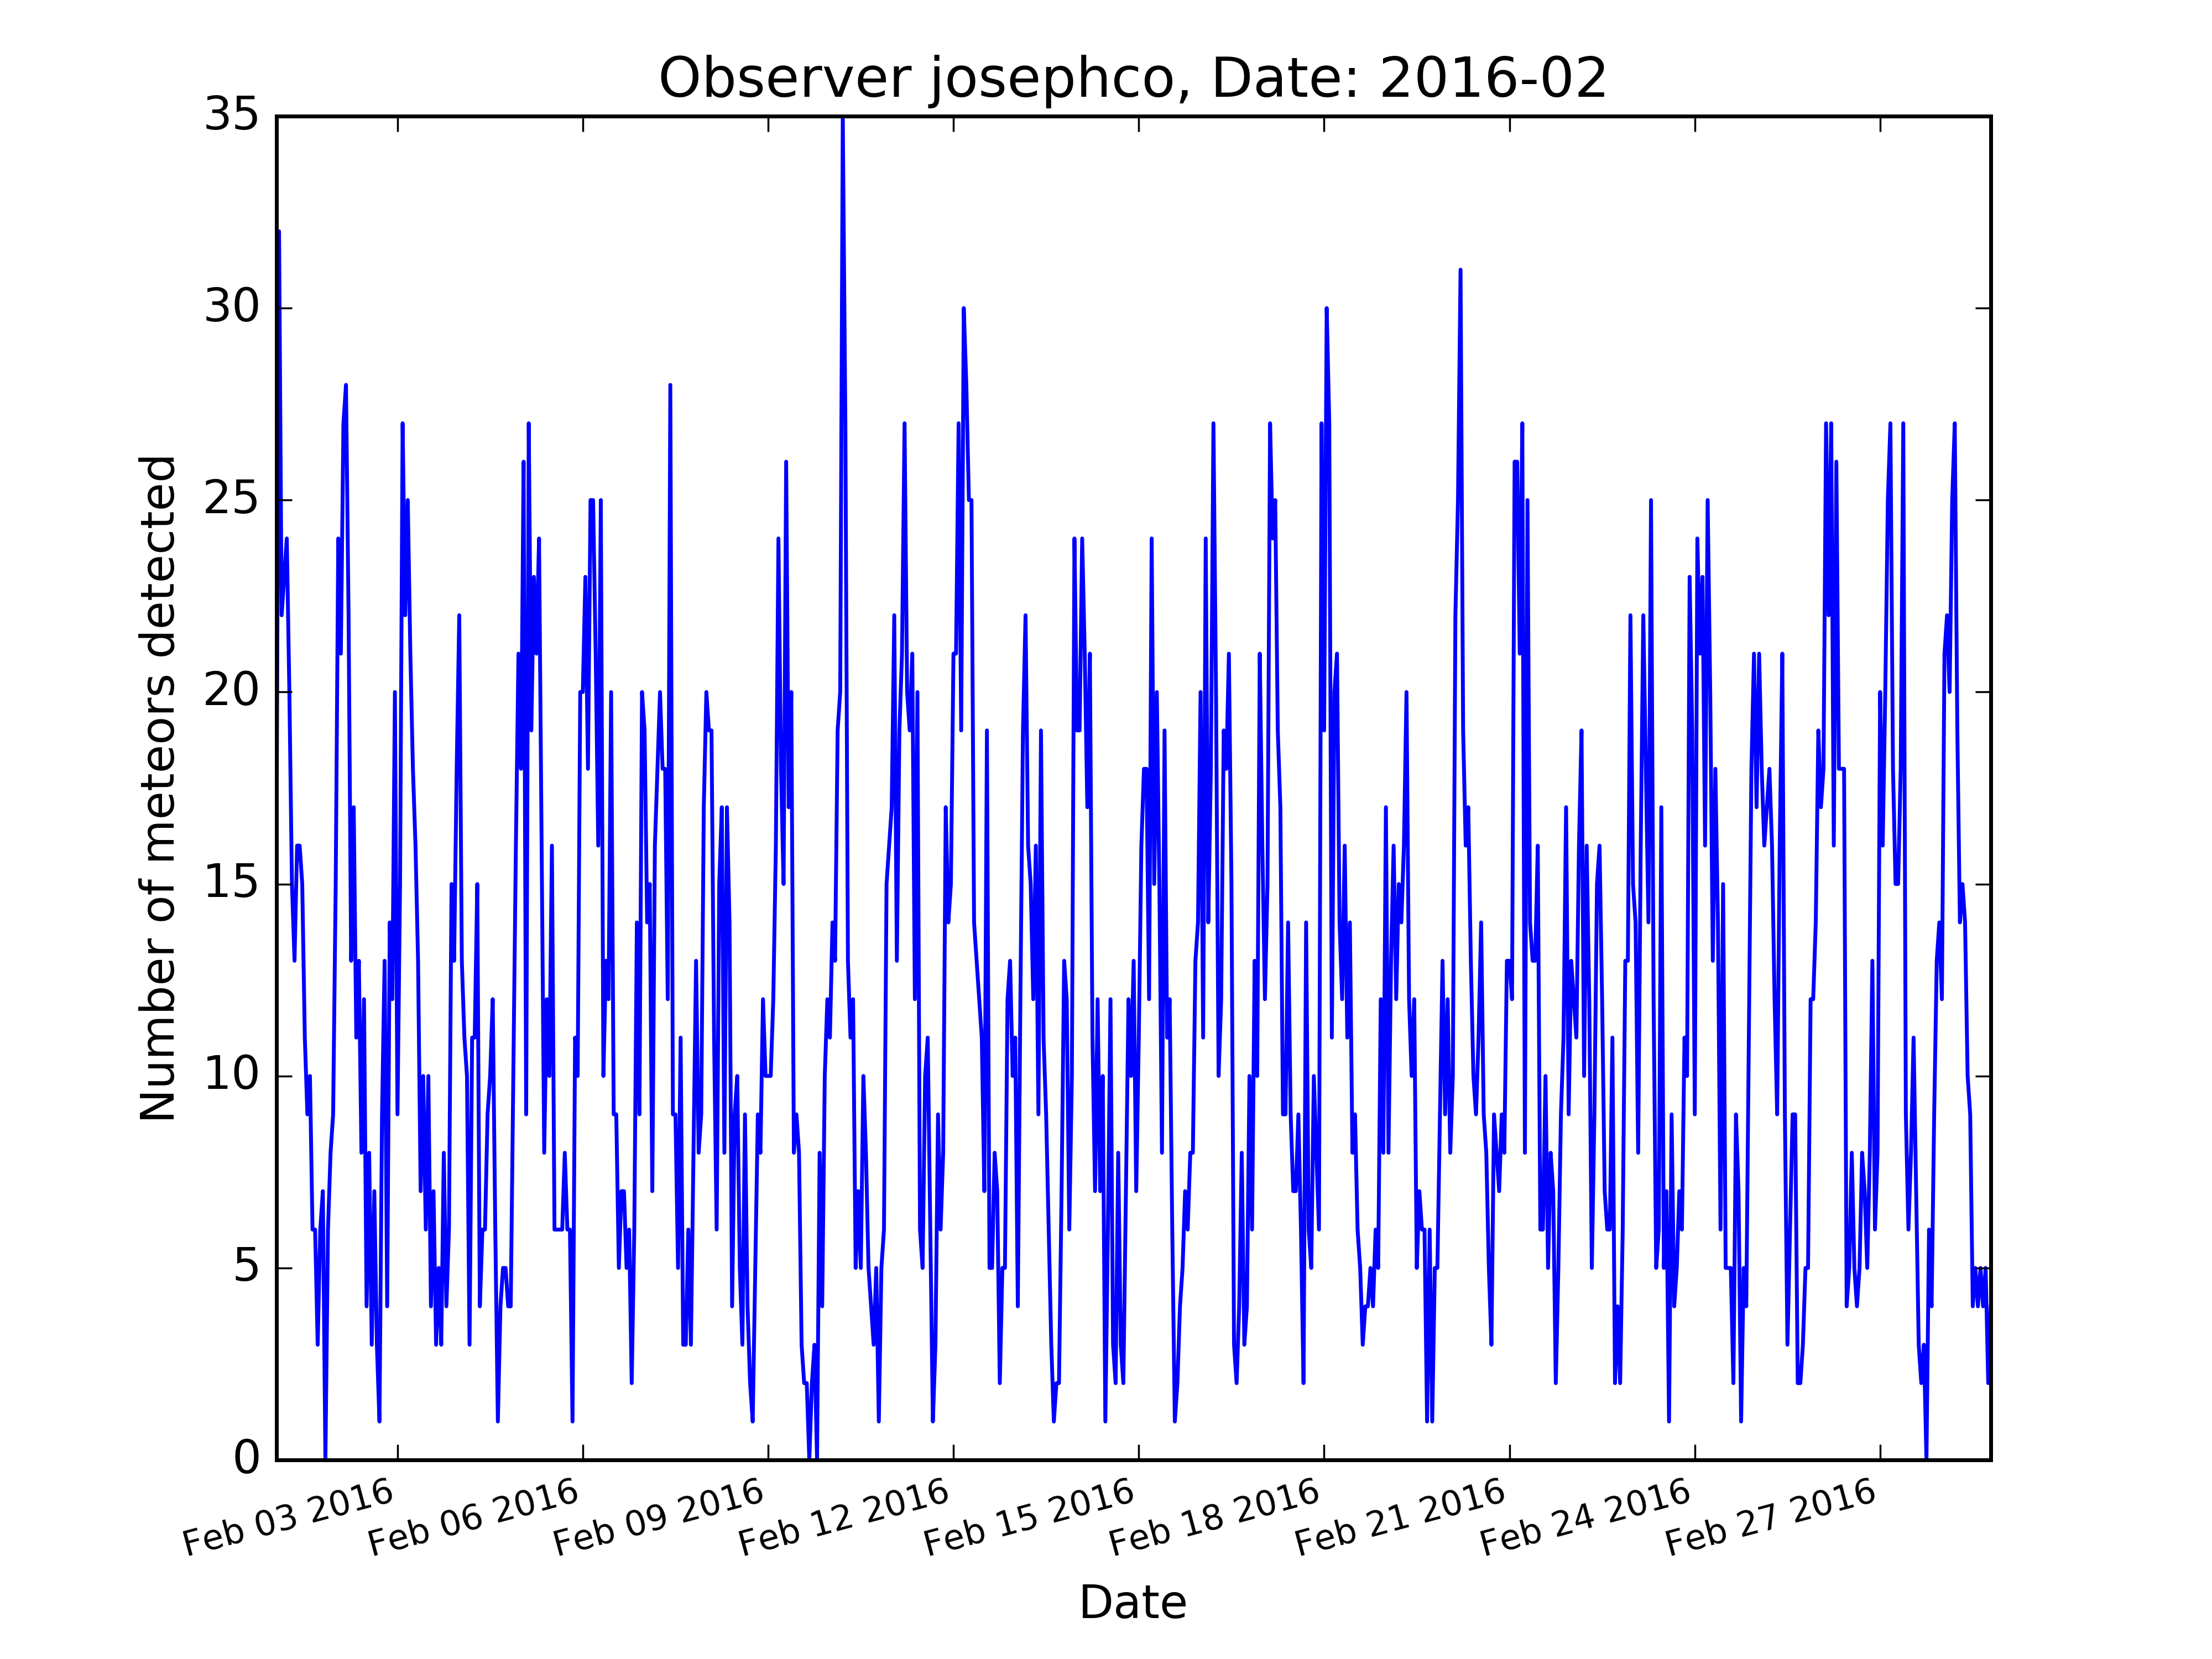 Observer josephco, Date: 2016-02
35
30
25
20
15
10
5
0
Number of meteors detected
Feb 03 2016
Feb 06 2016
Feb 09 2016
Feb 12 2016
Feb 15 2016
Feb 18 2016
Feb 21 2016
Feb 24 2016
Feb 27 2016
Date